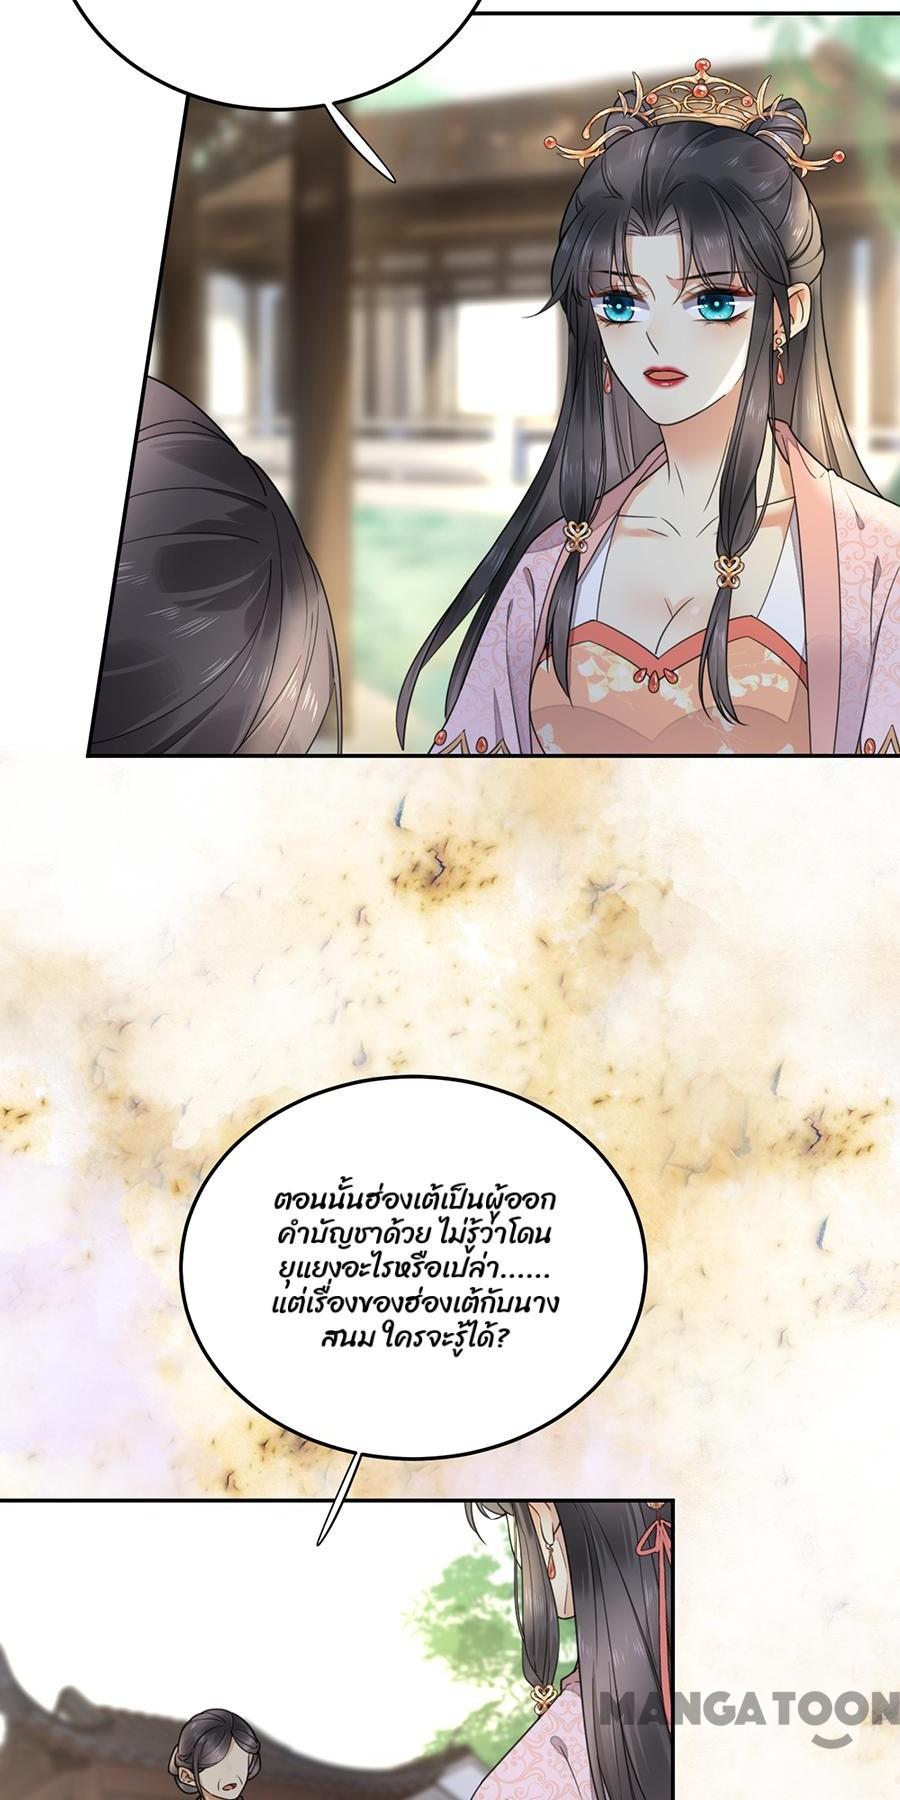 ตอนนั้นฮ่องเต้เป็นผู้ออก
คำบัญชาด้วย ไม่รู้ว่าโดน
ยุแยงอะไรหรือเปล่า......
แต่เรื่องของฮ่องเต้กับนาง
สนม ใครจะรู้ได้?
MANGATOON